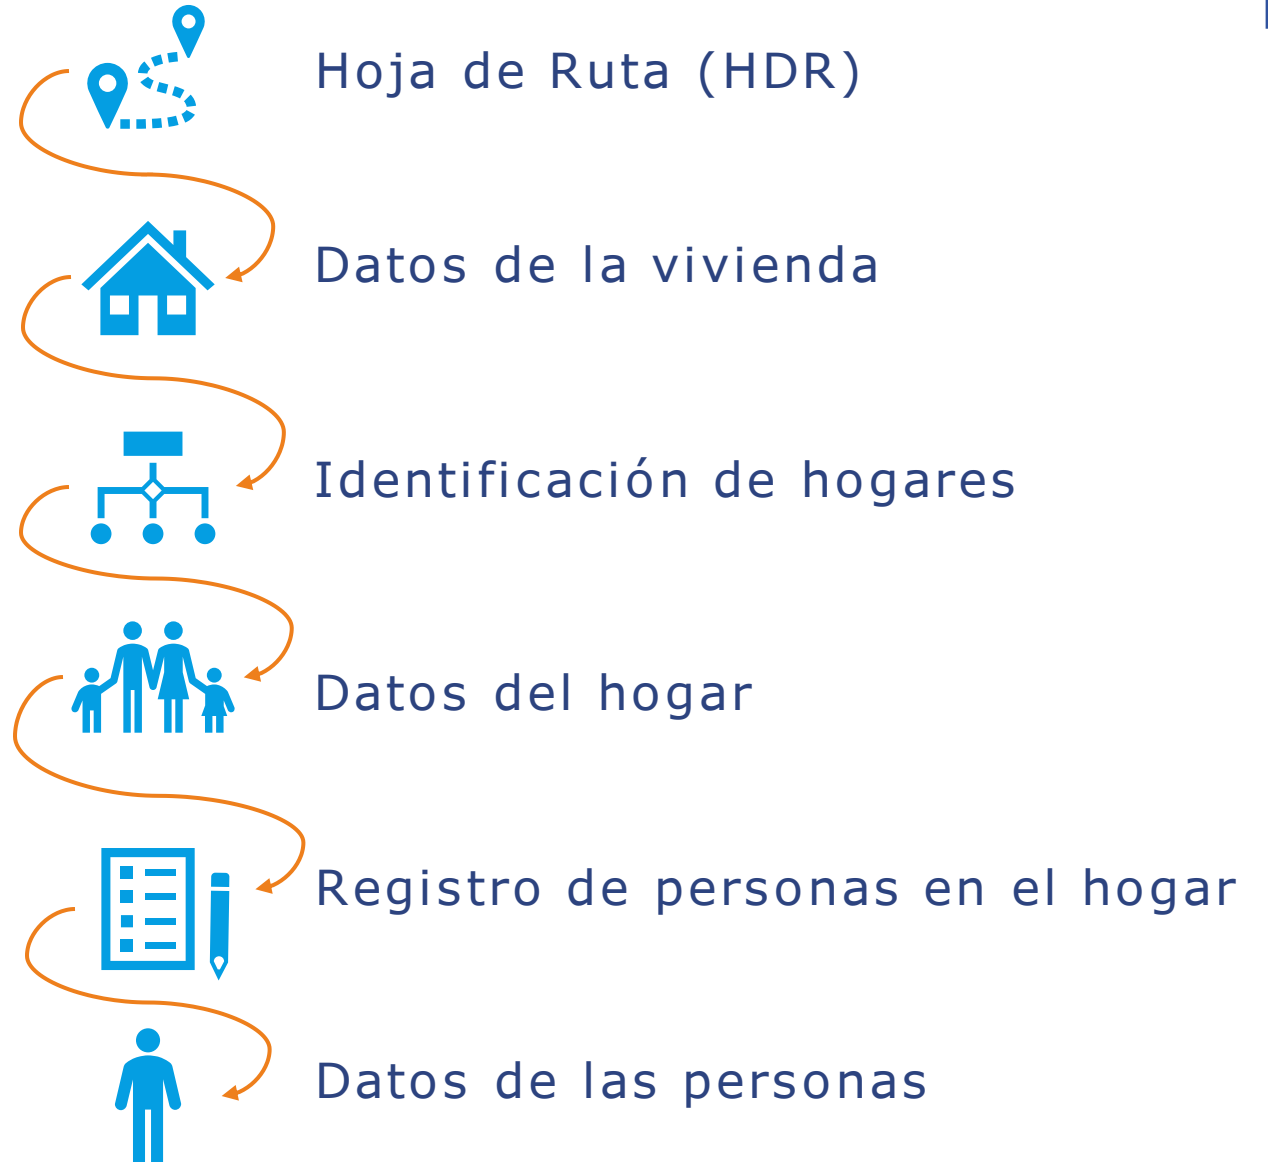 Hoja de Ruta (HDR)
Datos de la vivienda
Identificación de hogares
Datos del hogar
Registro de personas en el hogar
Datos de las personas